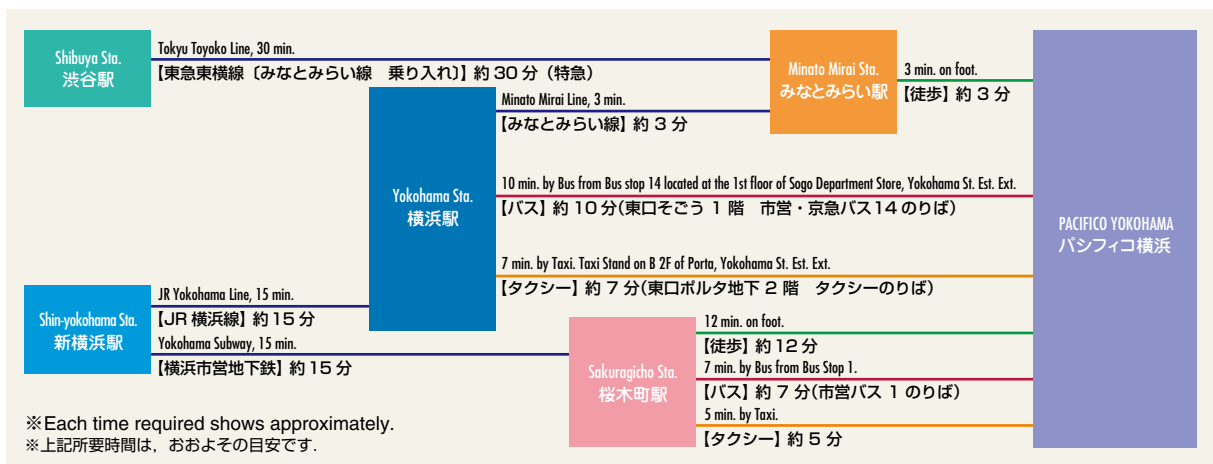 Shibuya Sta.
渋谷駅
Tokyu Toyoko Line, 30 min.
【東急東横線〔みなとみらい線　乗り入れ〕】約 30 分（特急）
Minato Mirai Sta.
みなとみらい駅
3 min. on foot.
【徒歩】約 3 分
Minato Mirai Line, 3 min.
【みなとみらい線】約 3 分
Yokohama Sta.
横浜駅
10 min. by Bus from Bus stop 14 located at the 1st floor of Sogo Department Store, Yokohama St. Est. Ext.
【バス】約 10 分(東口そごう 1 階　市営・京急バス14 のりば）
PACIFICO YOKOHAMA
パシフィコ横浜
7 min. by Taxi. Taxi Stand on B 2F of Porta, Yokohama St. Est. Ext.
【タクシー】約 7 分(東口ポルタ地下 2 階　タクシーのりば）
Shin-yokohama Sta.
新横浜駅
JR Yokohama Line, 15 min.
【JR 横浜線】約 15 分
Yokohama Subway, 15 min.
【横浜市営地下鉄】約 15 分
Sakuragicho Sta.
桜木町駅
12 min. on foot.
【徒歩】約 12 分
7 min. by Bus from Bus Stop 1.
【バス】約 7 分(市営バス 1 のりば）
5 min. by Taxi.
【タクシー】約 5 分
※Each time required shows approximately.
※上記所要時間は，おおよその目安です．